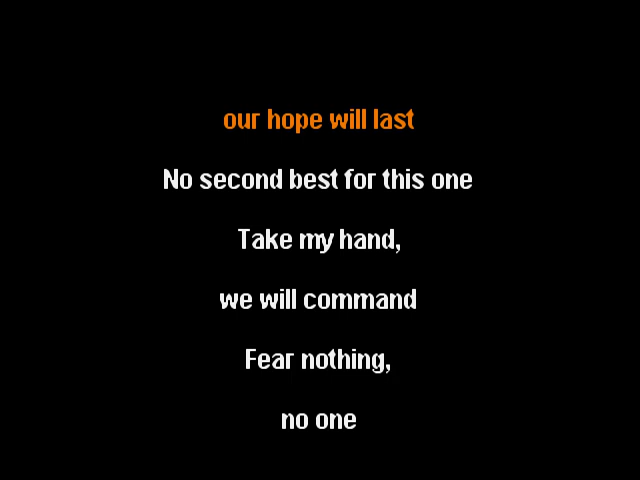 our hope will last
No second best for this one
Take my hand,
we will command
Fear nothing,
no one